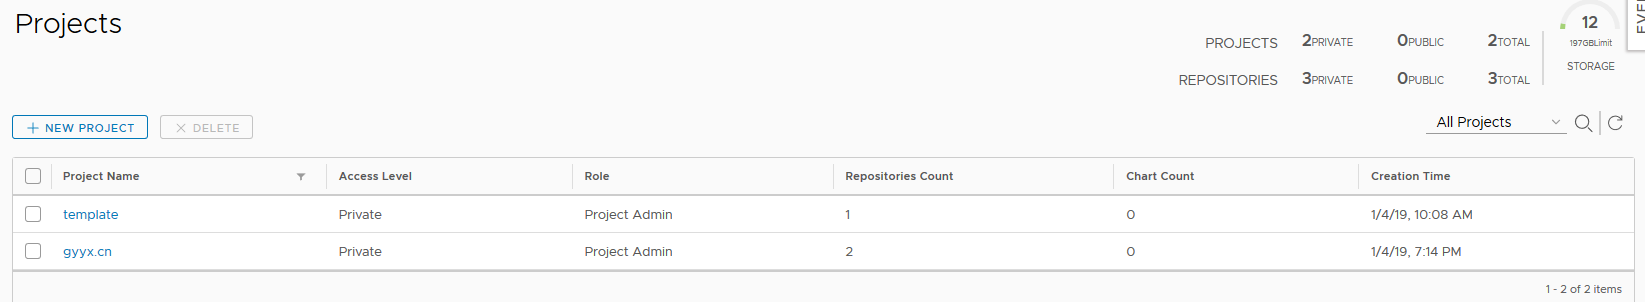 Projects
PROJECTS 2PRIVATE 0PUBLIC 2TOTAL
REPOSITORIES 3PRIVATE 0PUBLIC 3TOTAL
12
197GBLimit
STORAGE
+ NEW PROJECT
× DELETE
All Projects
Project Name Access Level Role Repositories Count Chart Count Creation Time
template Private Project Admin 1 0 1/4/19, 10:08 AM
gyyx.cn Private Project Admin 2 0 1/4/19, 7:14 PM
1 - 2 of 2 items